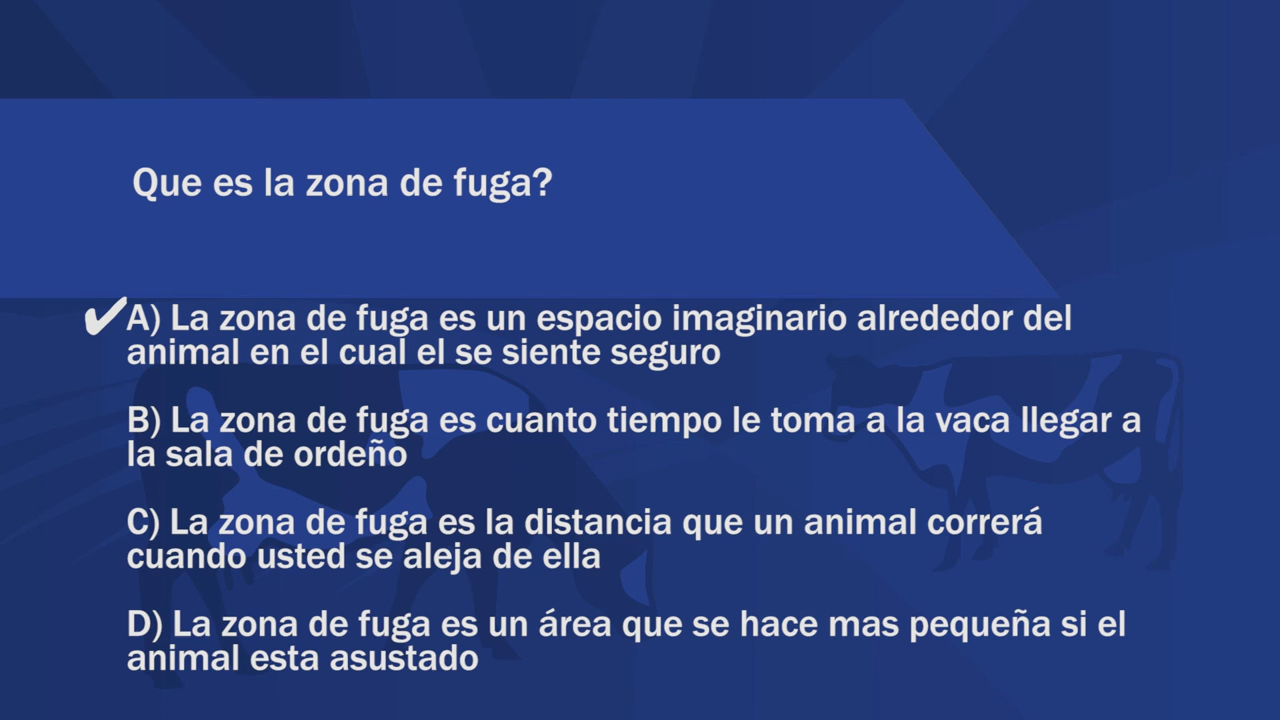 Que es la zona de fuga?
✔A) La zona de fuga es un espacio imaginario alrededor del
animal en el cual el se siente seguro
B) La zona de fuga es cuanto tiempo le toma a la vaca llegar a
la sala de ordeño
C) La zona de fuga es la distancia que un animal correrá
cuando usted se aleja de ella
D) La zona de fuga es un área que se hace mas pequeña si el
animal esta asustado